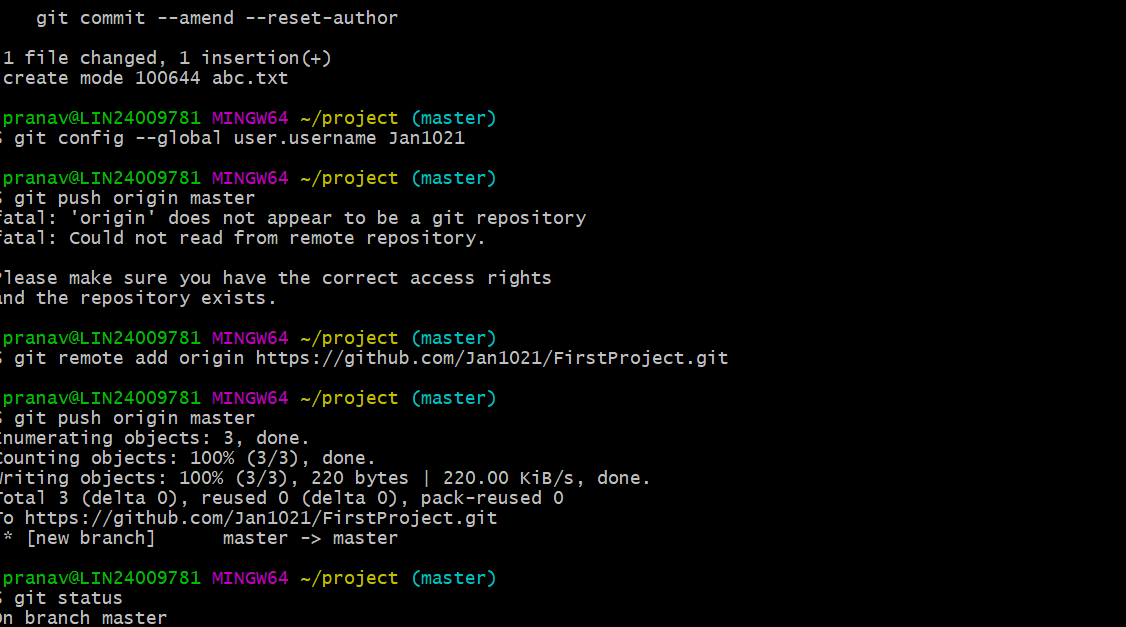 git commit --amend --reset-author
1 file changed, 1 insertion(+)
create mode 100644 abc.txt
pranav@LIN24009781 MINGW64 ~/project (master)
$ git config --global user.username Jan1021
pranav@LIN24009781 MINGW64 ~/project (master)
$ git push origin master
fatal: 'origin' does not appear to be a git repository
fatal: Could not read from remote repository.
Please make sure you have the correct access rights
and the repository exists.
pranav@LIN24009781 MINGW64 ~/project (master)
$ git remote add origin https://github.com/Jan1021/FirstProject.git
pranav@LIN24009781 MINGW64 ~/project (master)
$ git push origin master
Enumerating objects: 3, done.
Counting objects: 100% (3/3), done.
Writing objects: 100% (3/3), 220 bytes | 220.00 KiB/s, done.
Total 3 (delta 0), reused 0 (delta 0), pack-reused 0
To https://github.com/Jan1021/FirstProject.git
* [new branch]      master -> master
pranav@LIN24009781 MINGW64 ~/project (master)
$ git status
On branch master